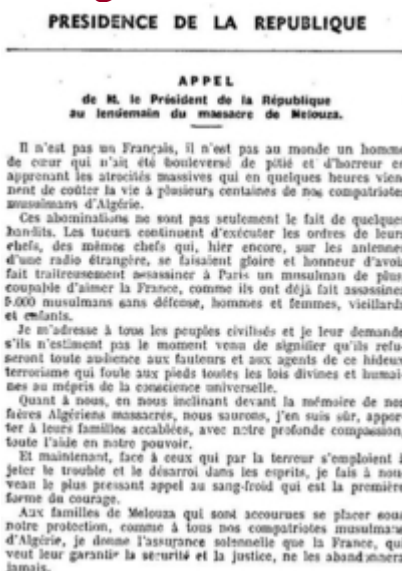 PRESIDENCE DE LA REPUBLIQUE
APPEL
de M. le Président de la République
au lendemain du massacre de Melouza.
Il n'est pas un Français, il n'est pas au monde un homme
de cœur qui n'ait été bouleversé de pitié et d'horreur en
apprenant les atrocités massives qui en quelques heures vien-
nent de coûter la vie à plusieurs centaines de nos compatriotes
musulmans d'Algérie.
Ces abominations ne sont pas seulement le fait de quelques
bandits. Les tueurs continuent d'exécuter les ordres de leurs
chefs, des mêmes chefs qui, hier encore, sur les antennes
d'une radio étrangère, se faisaient gloire et honneur d'avoir
fait traitreusement assassiner à Paris un musulman de plus
coupable d'aimer la France, comme ils ont déjà fait assassiner
5.000 musulmans sans défense, hommes et femmes, vieillards
et enfants.
Je m'adresse à tous les peuples civilisés et je leur demande
s'ils n'estiment pas le moment venu de signifier qu'ils refu-
seront toute audience aux fauteurs et aux agents de ce hideux
terrorisme qui foule aux pieds toutes les lois divines et humai-
nes au mépris de la conscience universelle.
Quant à nous, en nous inclinant devant la mémoire de nos
frères Algériens massacrés, nous saurons, j'en suis sûr, appor-
ter à leurs familles accablées, avec notre profonde compassion,
toute l'aide en notre pouvoir.
Et maintenant, face à ceux qui par la terreur s'emploient à
jeter le trouble et le désarroi dans les esprits, je fais à nou-
veau le plus pressant appel au sang-froid qui est la première
forme du courage.
Aux familles de Melouza qui sont accourues se placer sous
notre protection, comme à tous nos compatriotes musulmans
d'Algérie, je donne l'assurance solennelle que la France, qui
veut leur garantir la sécurité et la justice, ne les abandonnera
jamais.